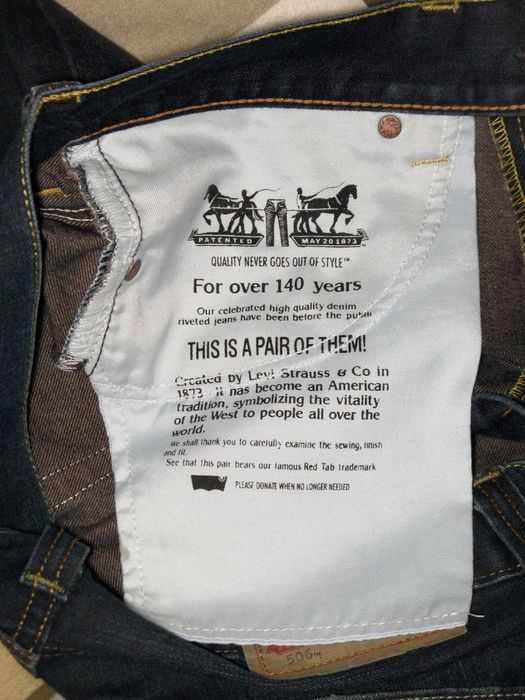 PATENTED MAY 20 1873
QUALITY NEVER GOES OUT OF STYLE™
For over 140 years
Our celebrated high quality denim
riveted jeans have been before the public
THIS IS A PAIR OF THEM!
Created by Levi Strauss & Co in
1873 it has become an American
tradition, symbolizing the vitality
of the West to people all over the
world.
We shall thank you to carefully examine the sewing, finish
and fit.
See that this pair bears our famous Red Tab trademark
PLEASE DONATE WHEN NO LONGER NEEDED
506™